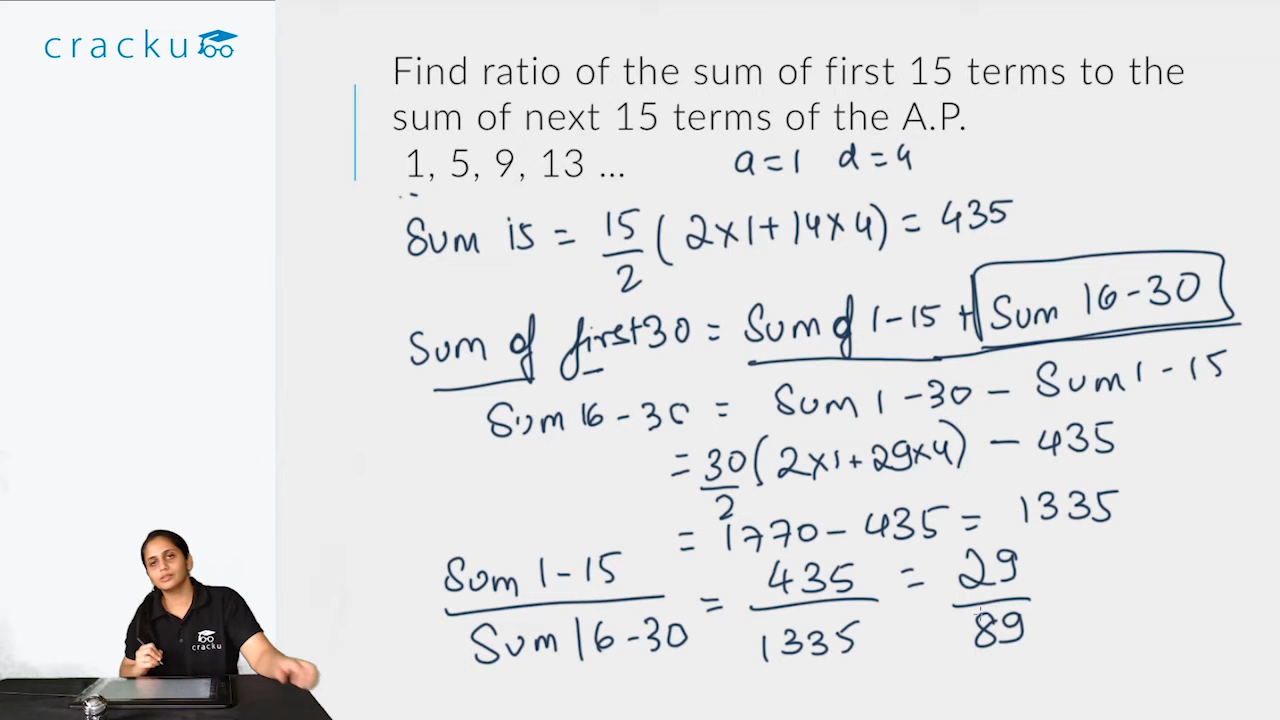 cracku
Find ratio of the sum of first 15 terms to the
sum of next 15 terms of the A.P.
1, 5, 9, 13 ...
a=1 d=4
Sum is = 15/2 ( 2×1+14×4) = 435
Sum of first 30 = Sum of 1-15 + Sum 16-30
Sum 16-30 = Sum 1-30 - Sum 1-15
= 30/2 ( 2×1+29×4) - 435
= 1770 - 435 = 1335
Sum 1-15 / Sum 16-30 = 435/1335 = 29/89
cracku